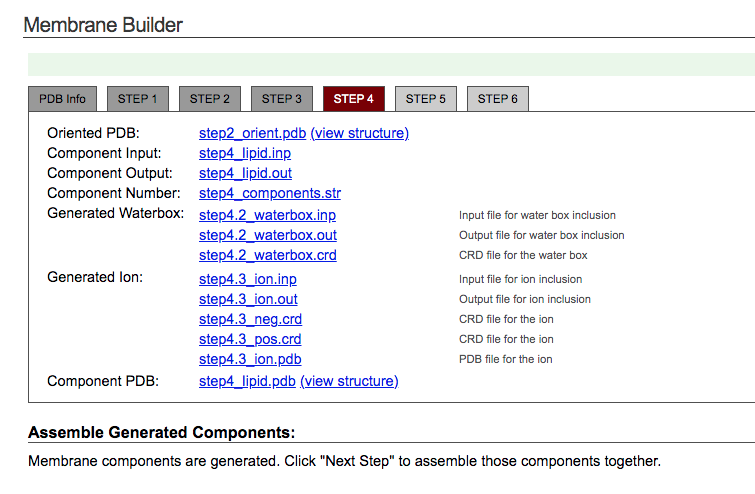 Membrane Builder
PDB Info STEP 1 STEP 2 STEP 3 STEP 4 STEP 5 STEP 6
Oriented PDB: step2_orient.pdb (view structure)
Component Input: step4_lipid.inp
Component Output: step4_lipid.out
Component Number: step4_components.str
Generated Waterbox: step4.2_waterbox.inp Input file for water box inclusion
step4.2_waterbox.out Output file for water box inclusion
step4.2_waterbox.crd CRD file for the water box
Generated Ion: step4.3_ion.inp Input file for ion inclusion
step4.3_ion.out Output file for ion inclusion
step4.3_neg.crd CRD file for the ion
step4.3_pos.crd CRD file for the ion
step4.3_ion.pdb PDB file for the ion
Component PDB: step4_lipid.pdb (view structure)
Assemble Generated Components:
Membrane components are generated. Click "Next Step" to assemble those components together.